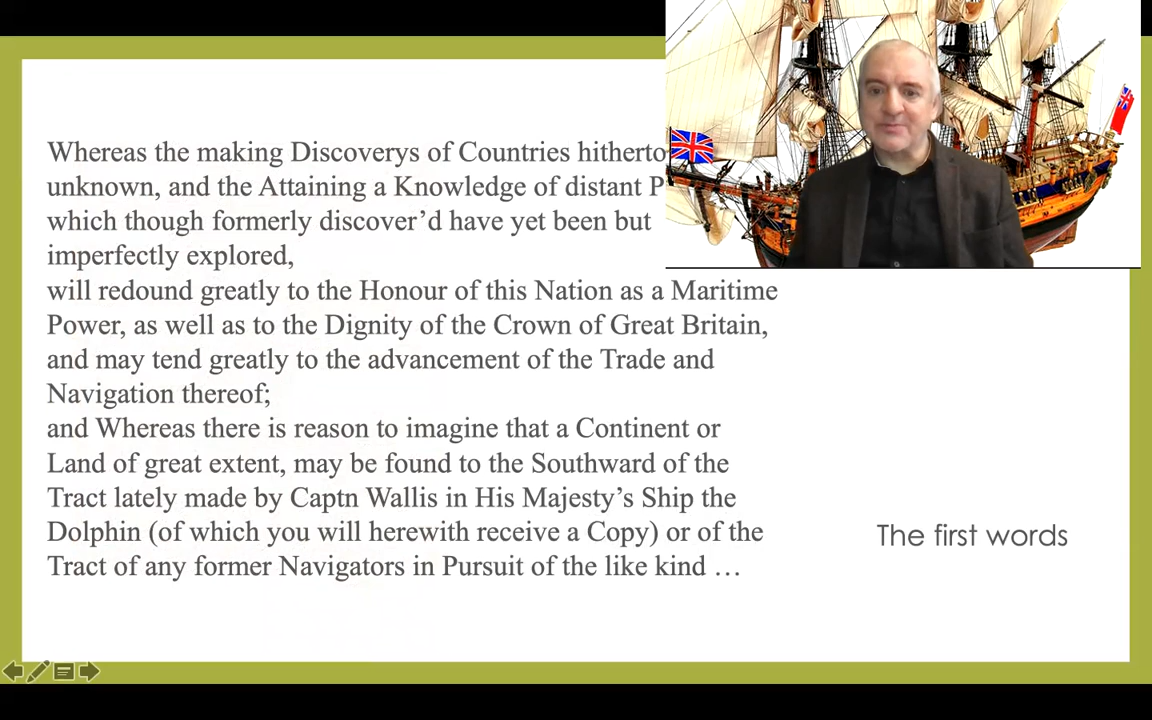 Whereas the making Discoverys of Countries hitherto
unknown, and the Attaining a Knowledge of distant
which though formerly discover’d have yet been but
imperfectly explored,
will redound greatly to the Honour of this Nation as a Maritime
Power, as well as to the Dignity of the Crown of Great Britain,
and may tend greatly to the advancement of the Trade and
Navigation thereof;
and Whereas there is reason to imagine that a Continent or
Land of great extent, may be found to the Southward of the
Tract lately made by Captn Wallis in His Majesty’s Ship the
Dolphin (of which you will herewith receive a Copy) or of the
Tract of any former Navigators in Pursuit of the like kind …
The first words